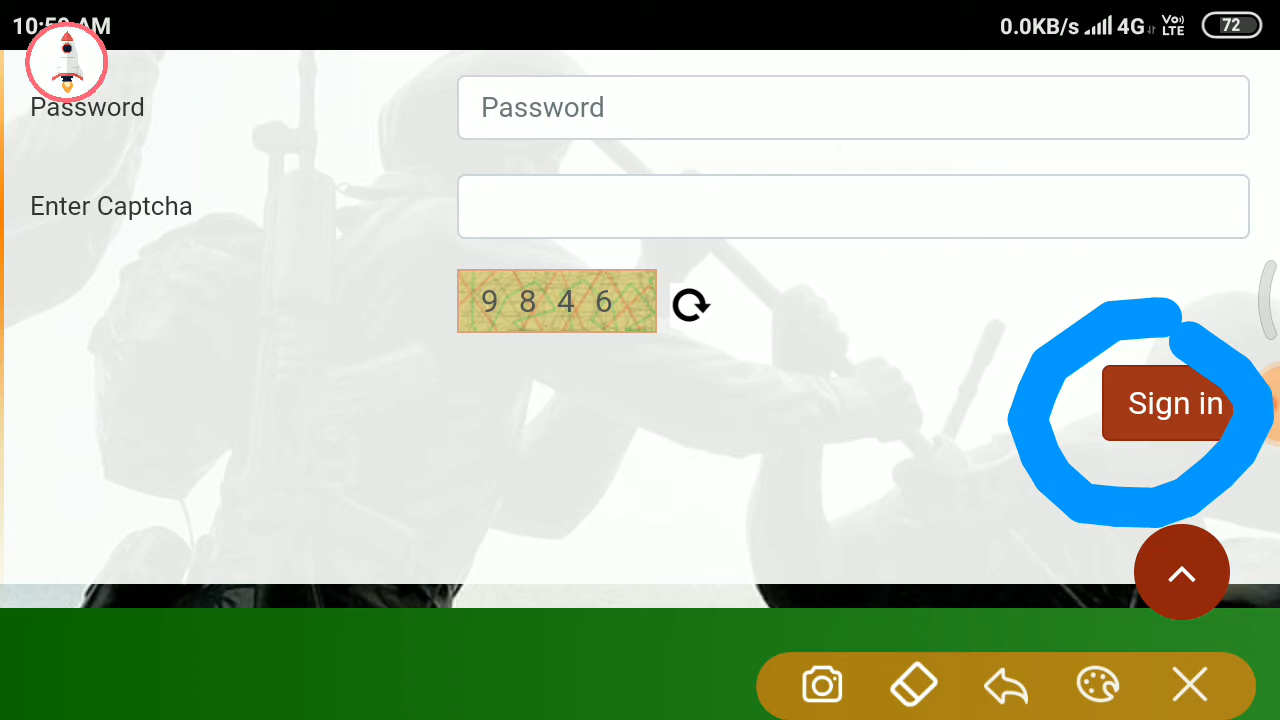 10:5 AM 0.0KB/s 4G Vo)) LTE 72
Password Password
Enter Captcha
9 8 4 6
Sign in